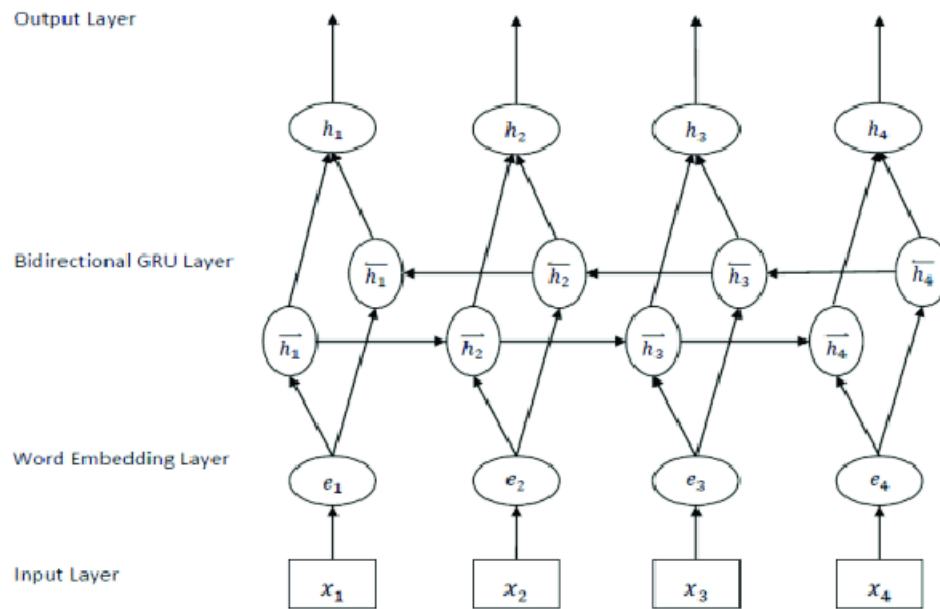 Output Layer
h₁ h₂ h₃ h₄
Bidirectional GRU Layer
h₁ h₂ h₃ h₄
h₁ h₂ h₃ h₄
Word Embedding Layer
e₁ e₂ e₃ e₄
Input Layer
x₁ x₂ x₃ x₄